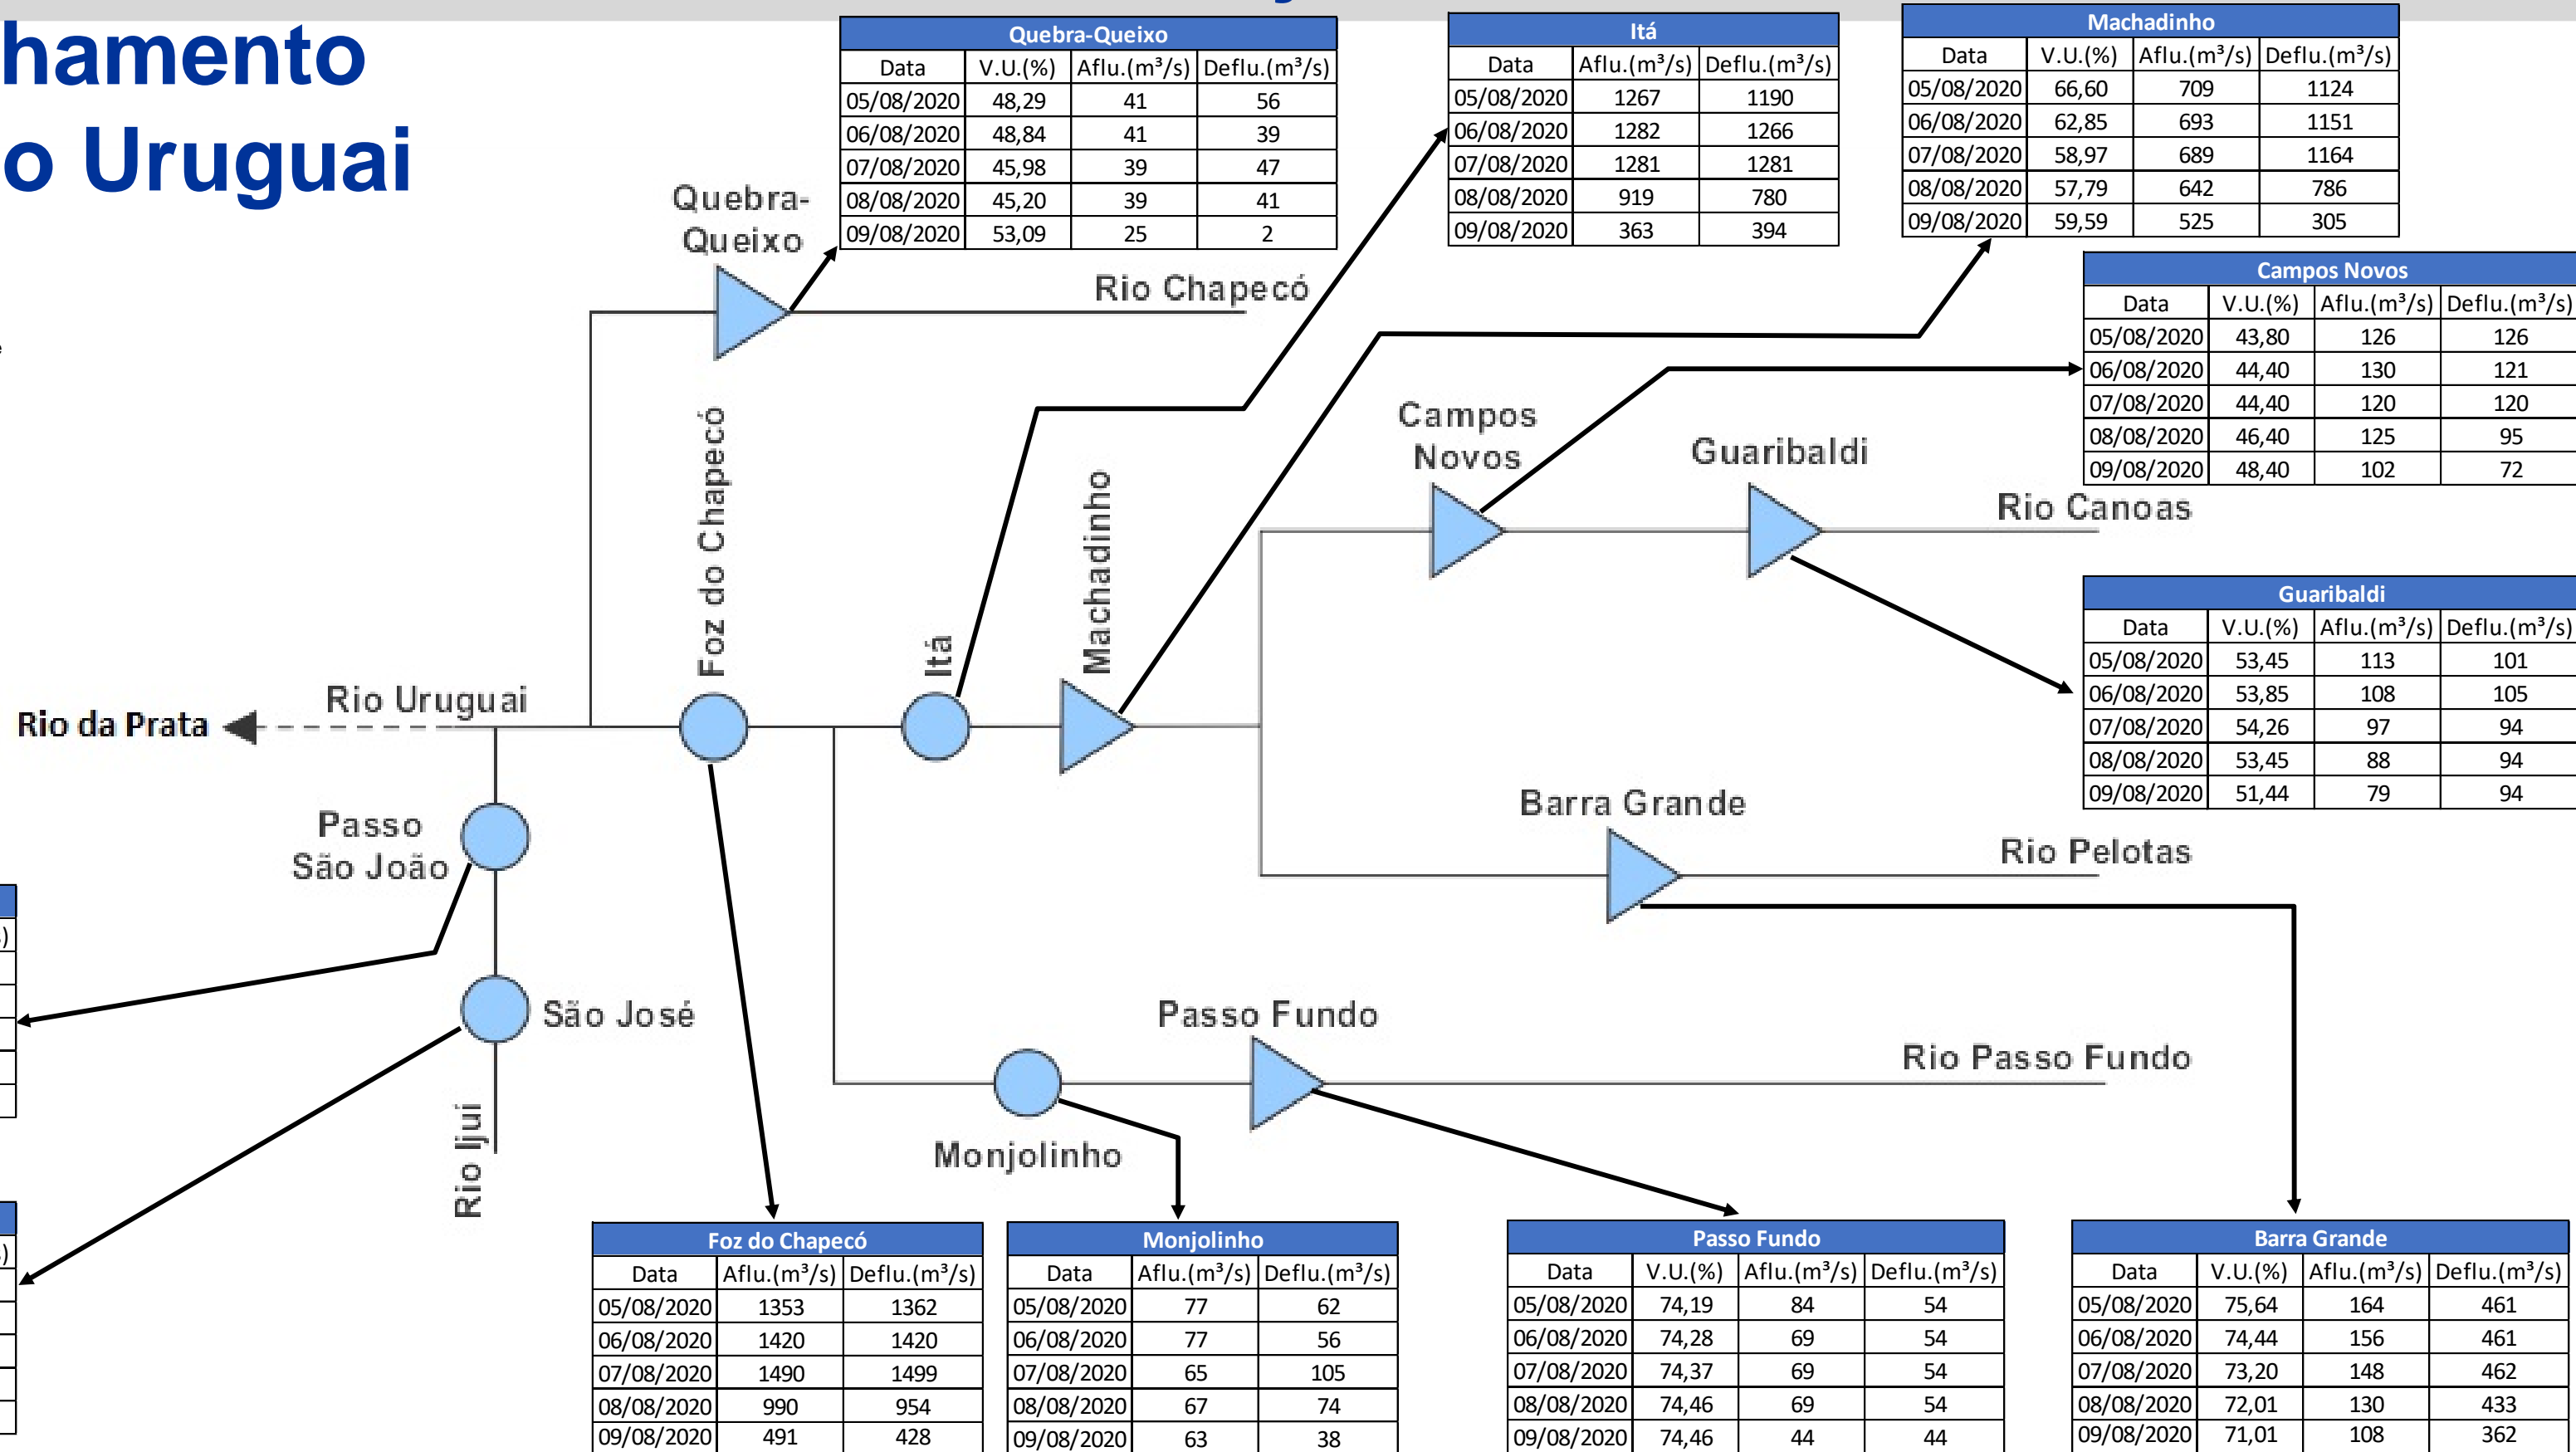 hamento
o Uruguai
Quebra-Queixo
Data V.U.(%) Aflu.(m³/s) Deflu.(m³/s)
05/08/2020 48,29 41 56
06/08/2020 48,84 41 39
07/08/2020 45,98 39 47
08/08/2020 45,20 39 41
09/08/2020 53,09 25 2
Itá
Data Aflu.(m³/s) Deflu.(m³/s)
05/08/2020 1267 1190
06/08/2020 1282 1266
07/08/2020 1281 1281
08/08/2020 919 780
09/08/2020 363 394
Machadinho
Data V.U.(%) Aflu.(m³/s) Deflu.(m³/s)
05/08/2020 66,60 709 1124
06/08/2020 62,85 693 1151
07/08/2020 58,97 689 1164
08/08/2020 57,79 642 786
09/08/2020 59,59 525 305
Campos Novos
Data V.U.(%) Aflu.(m³/s) Deflu.(m³/s)
05/08/2020 43,80 126 126
06/08/2020 44,40 130 121
07/08/2020 44,40 120 120
08/08/2020 46,40 125 95
09/08/2020 48,40 102 72
Guaribaldi
Data V.U.(%) Aflu.(m³/s) Deflu.(m³/s)
05/08/2020 53,45 113 101
06/08/2020 53,85 108 105
07/08/2020 54,26 97 94
08/08/2020 53,45 88 94
09/08/2020 51,44 79 94
Quebra-
Queixo
Rio Chapecó
Foz do Chapecó
Itá
Machadinho
Campos
Novos
Guaribaldi
Rio Canoas
Rio da Prata
Rio Uruguai
Barra Grande
Rio Pelotas
Passo
São João
São José
Rio Ijuí
Passo Fundo
Rio Passo Fundo
Monjolinho
Foz do Chapecó
Data Aflu.(m³/s) Deflu.(m³/s)
05/08/2020 1353 1362
06/08/2020 1420 1420
07/08/2020 1490 1499
08/08/2020 990 954
09/08/2020 491 428
Monjolinho
Data Aflu.(m³/s) Deflu.(m³/s)
05/08/2020 77 62
06/08/2020 77 56
07/08/2020 65 105
08/08/2020 67 74
09/08/2020 63 38
Passo Fundo
Data V.U.(%) Aflu.(m³/s) Deflu.(m³/s)
05/08/2020 74,19 84 54
06/08/2020 74,28 69 54
07/08/2020 74,37 69 54
08/08/2020 74,46 69 54
09/08/2020 74,46 44 44
Barra Grande
Data V.U.(%) Aflu.(m³/s) Deflu.(m³/s)
05/08/2020 75,64 164 461
06/08/2020 74,44 156 461
07/08/2020 73,20 148 462
08/08/2020 72,01 130 433
09/08/2020 71,01 108 362